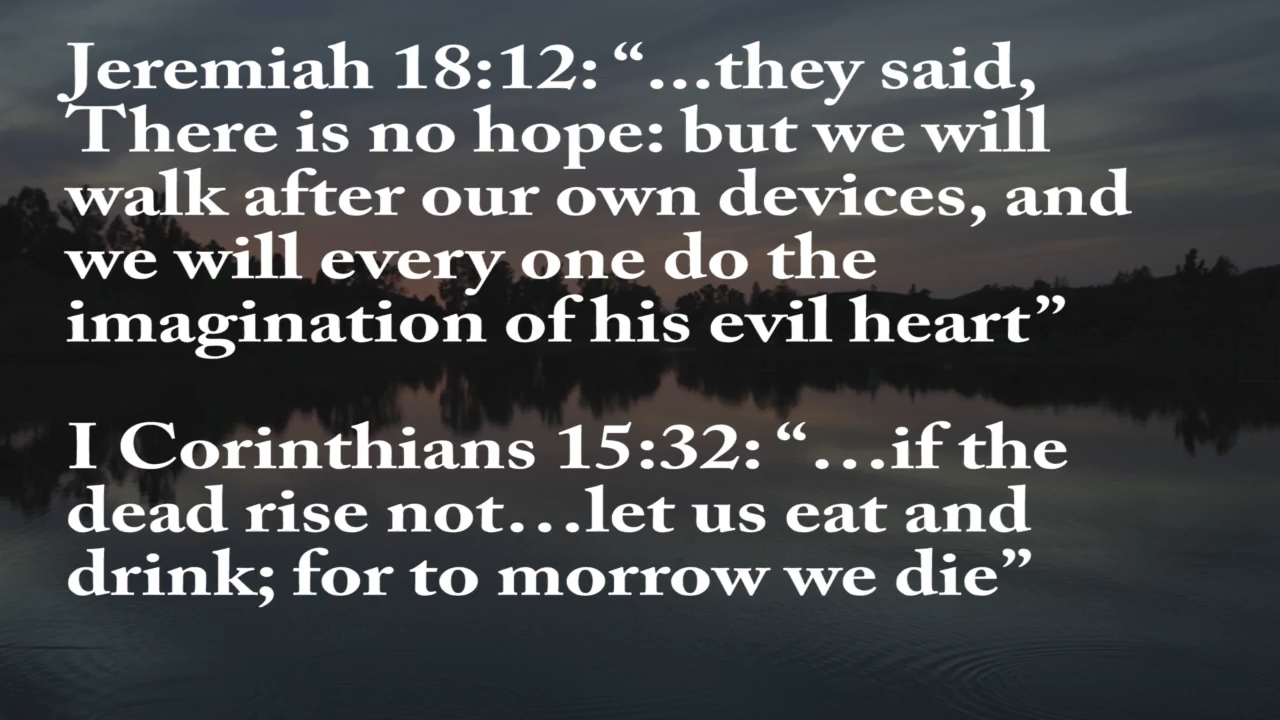 Jeremiah 18:12: “…they said,
There is no hope: but we will
walk after our own devices, and
we will every one do the
imagination of his evil heart”
I Corinthians 15:32: “…if the
dead rise not…let us eat and
drink; for to morrow we die”